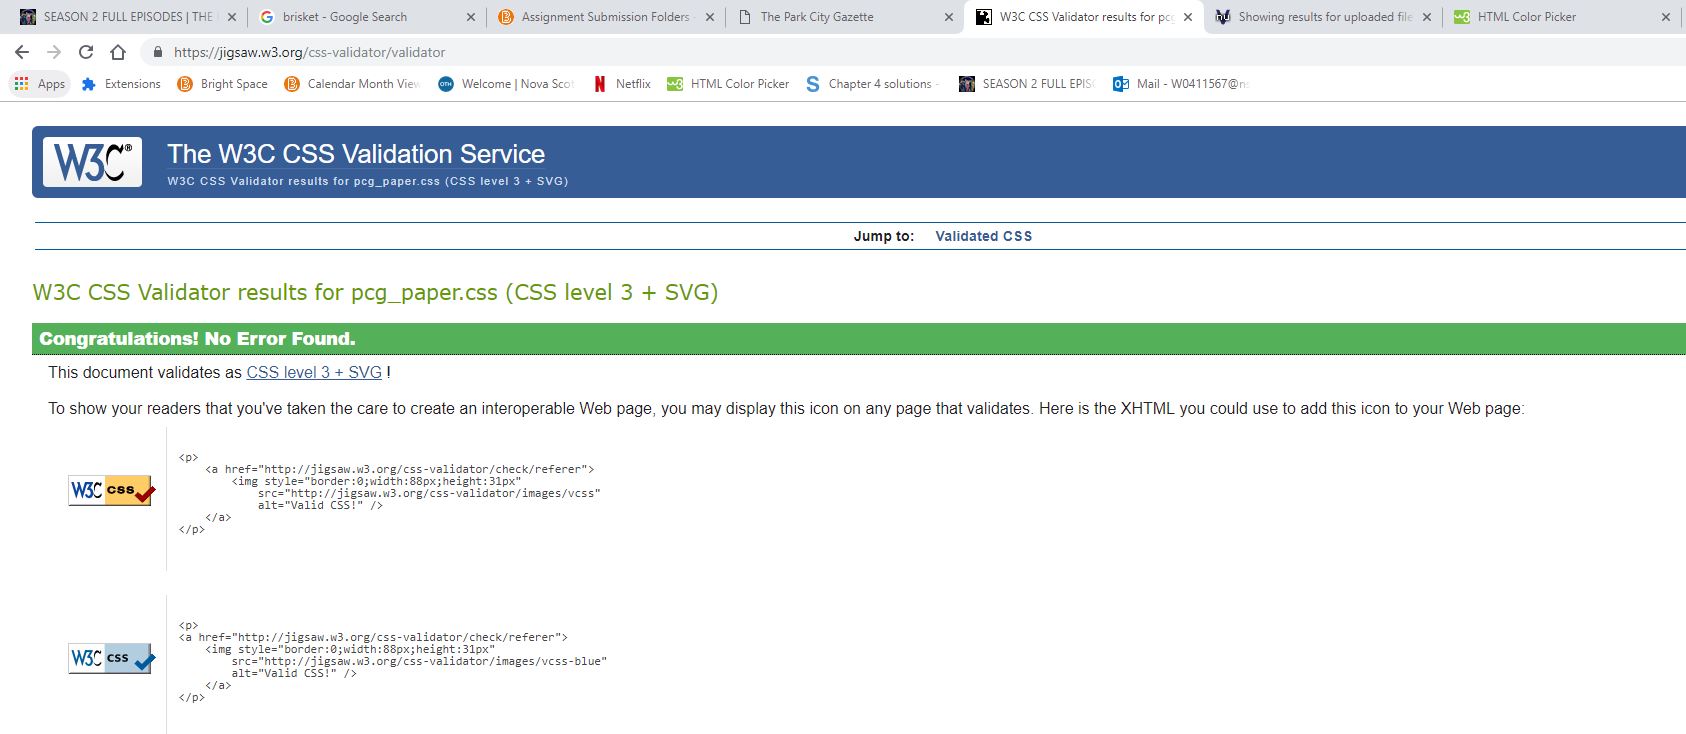 SEASON 2 FULL EPISODES | THE
brisket - Google Search
Assignment Submission Folders -
The Park City Gazette
W3C CSS Validator results for pcg
Showing results for uploaded file
HTML Color Picker
https://jigsaw.w3.org/css-validator/validator
Apps
Extensions
Bright Space
Calendar Month View
Welcome | Nova Scot
Netflix
HTML Color Picker
Chapter 4 solutions -
SEASON 2 FULL EPIS
Mail - W0411567@n
W3C®
The W3C CSS Validation Service
W3C CSS Validator results for pcg_paper.css (CSS level 3 + SVG)
Jump to: Validated CSS
W3C CSS Validator results for pcg_paper.css (CSS level 3 + SVG)
Congratulations! No Error Found.
This document validates as CSS level 3 + SVG !
To show your readers that you've taken the care to create an interoperable Web page, you may display this icon on any page that validates. Here is the XHTML you could use to add this icon to your Web page:
W3C css
<p>
<a href="http://jigsaw.w3.org/css-validator/check/referer">
<img style="border:0;width:88px;height:31px"
src="http://jigsaw.w3.org/css-validator/images/vcss"
alt="Valid CSS!" />
</a>
</p>
W3C css
<p>
<a href="http://jigsaw.w3.org/css-validator/check/referer">
<img style="border:0;width:88px;height:31px"
src="http://jigsaw.w3.org/css-validator/images/vcss-blue"
alt="Valid CSS!" />
</a>
</p>